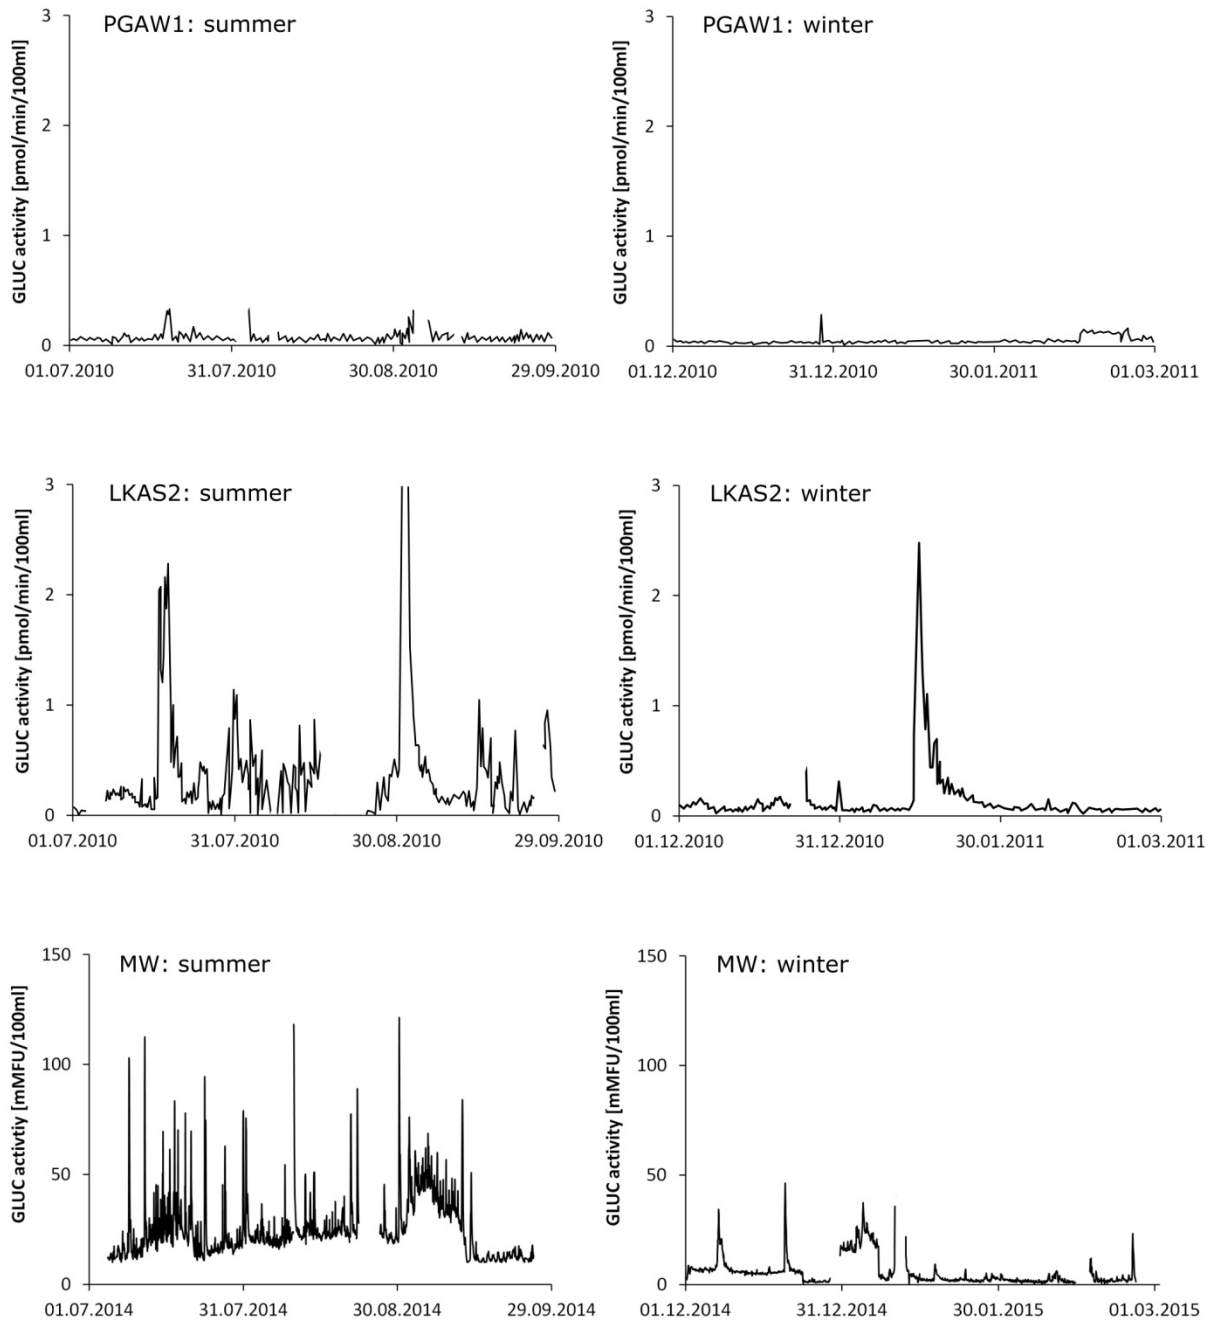 PGAW1: summer
GLUC activity [pmol/min/100ml]
3
2
1
0
01.07.2010 31.07.2010 30.08.2010 29.09.2010
PGAW1: winter
GLUC activity [pmol/min/100ml]
3
2
1
0
01.12.2010 31.12.2010 30.01.2011 01.03.2011
LKAS2: summer
GLUC activity [pmol/min/100ml]
3
2
1
0
01.07.2010 31.07.2010 30.08.2010 29.09.2010
LKAS2: winter
GLUC activity [pmol/min/100ml]
3
2
1
0
01.12.2010 31.12.2010 30.01.2011 01.03.2011
MW: summer
GLUC activtiy [mMFU/100ml]
150
100
50
0
01.07.2014 31.07.2014 30.08.2014 29.09.2014
MW: winter
GLUC activity [mMFU/100ml]
150
100
50
0
01.12.2014 31.12.2014 30.01.2015 01.03.2015